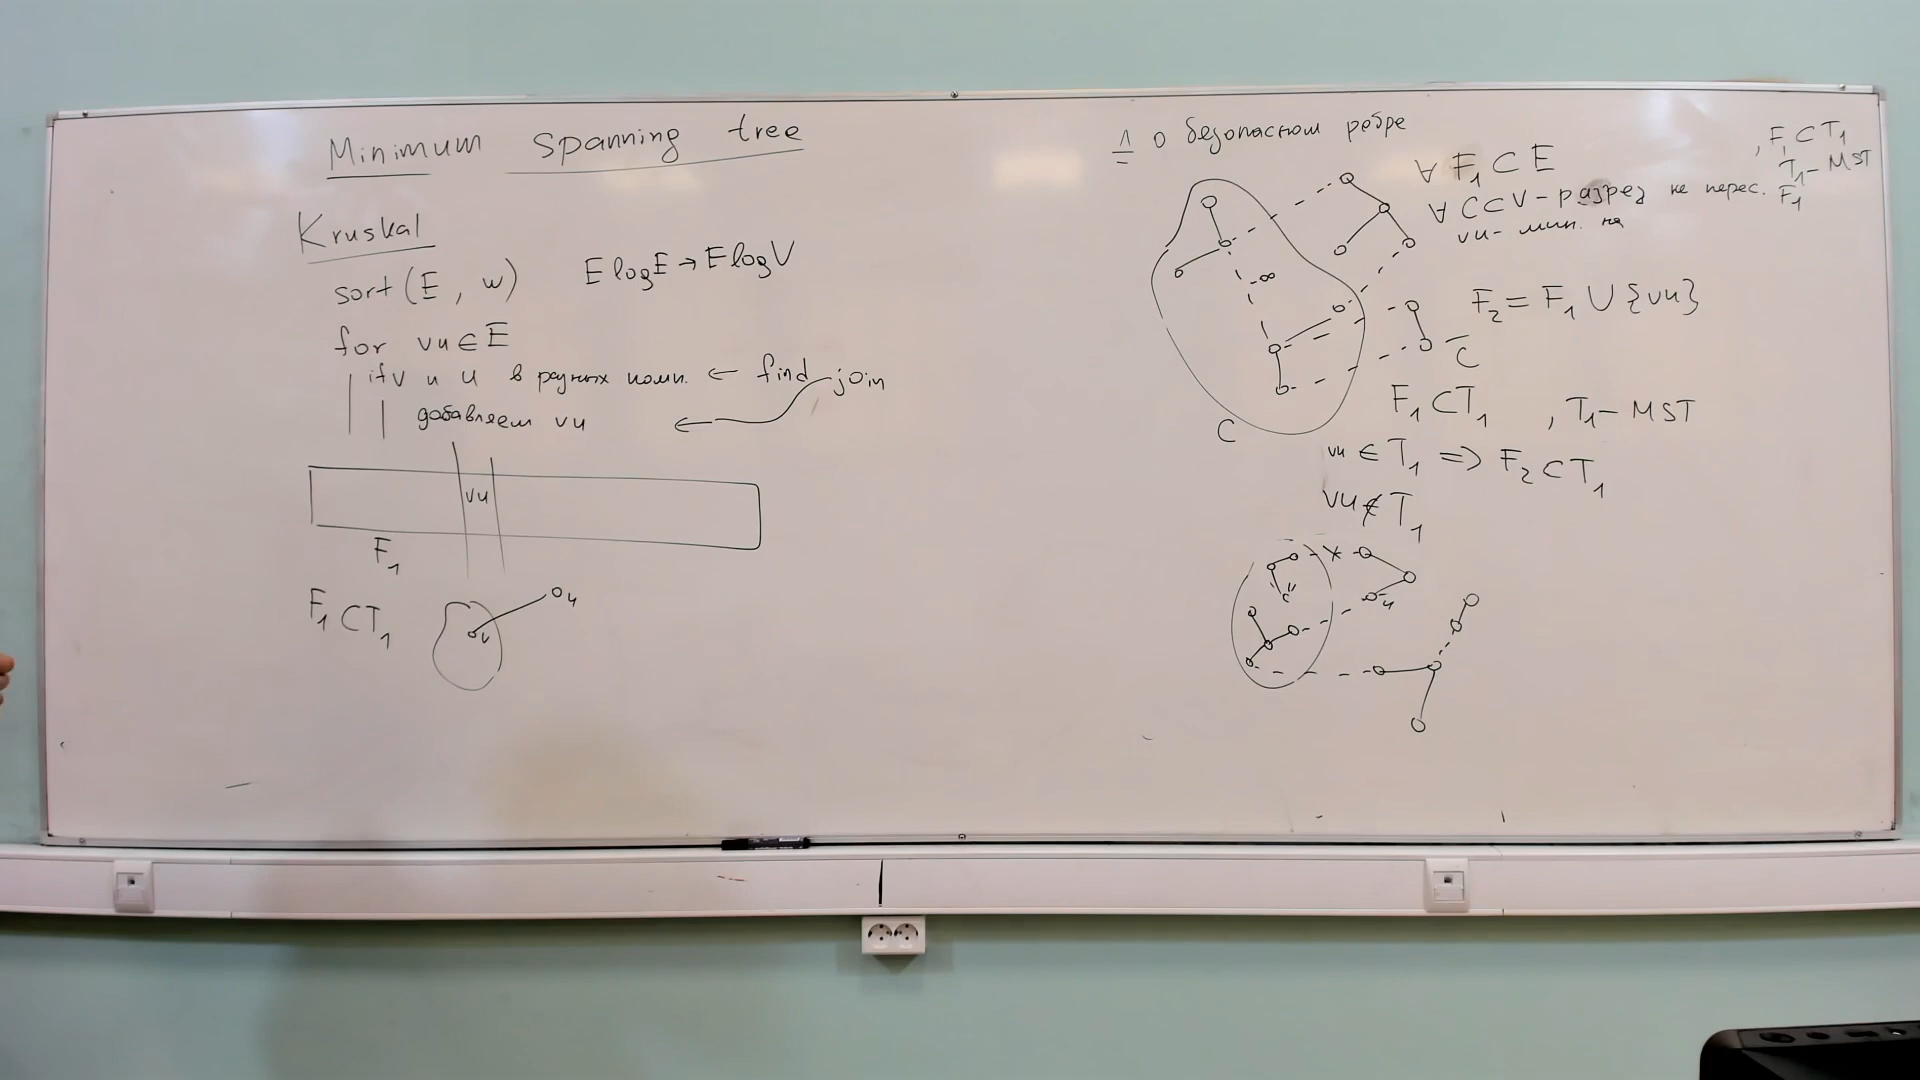 Minimum spanning tree
Kruskal
sort(E, w) E log E → E log V
for vu ∈ E
if v и u в разных комп. ← find join
добавляем vu ←
vu
F₁
F₁ ⊂ T₁
v u
Л о безопасном ребре
∀ F₁ ⊂ E , F₁ ⊂ T₁
T₁ - MST
∀ C ⊂ V - разрез не перес. F₁
vu - мин. на
-∞
F₂ = F₁ ∪ {vu}
C̅
C
F₁ ⊂ T₁ , T₁ - MST
vu ∈ T₁ => F₂ ⊂ T₁
vu ∉ T₁
u